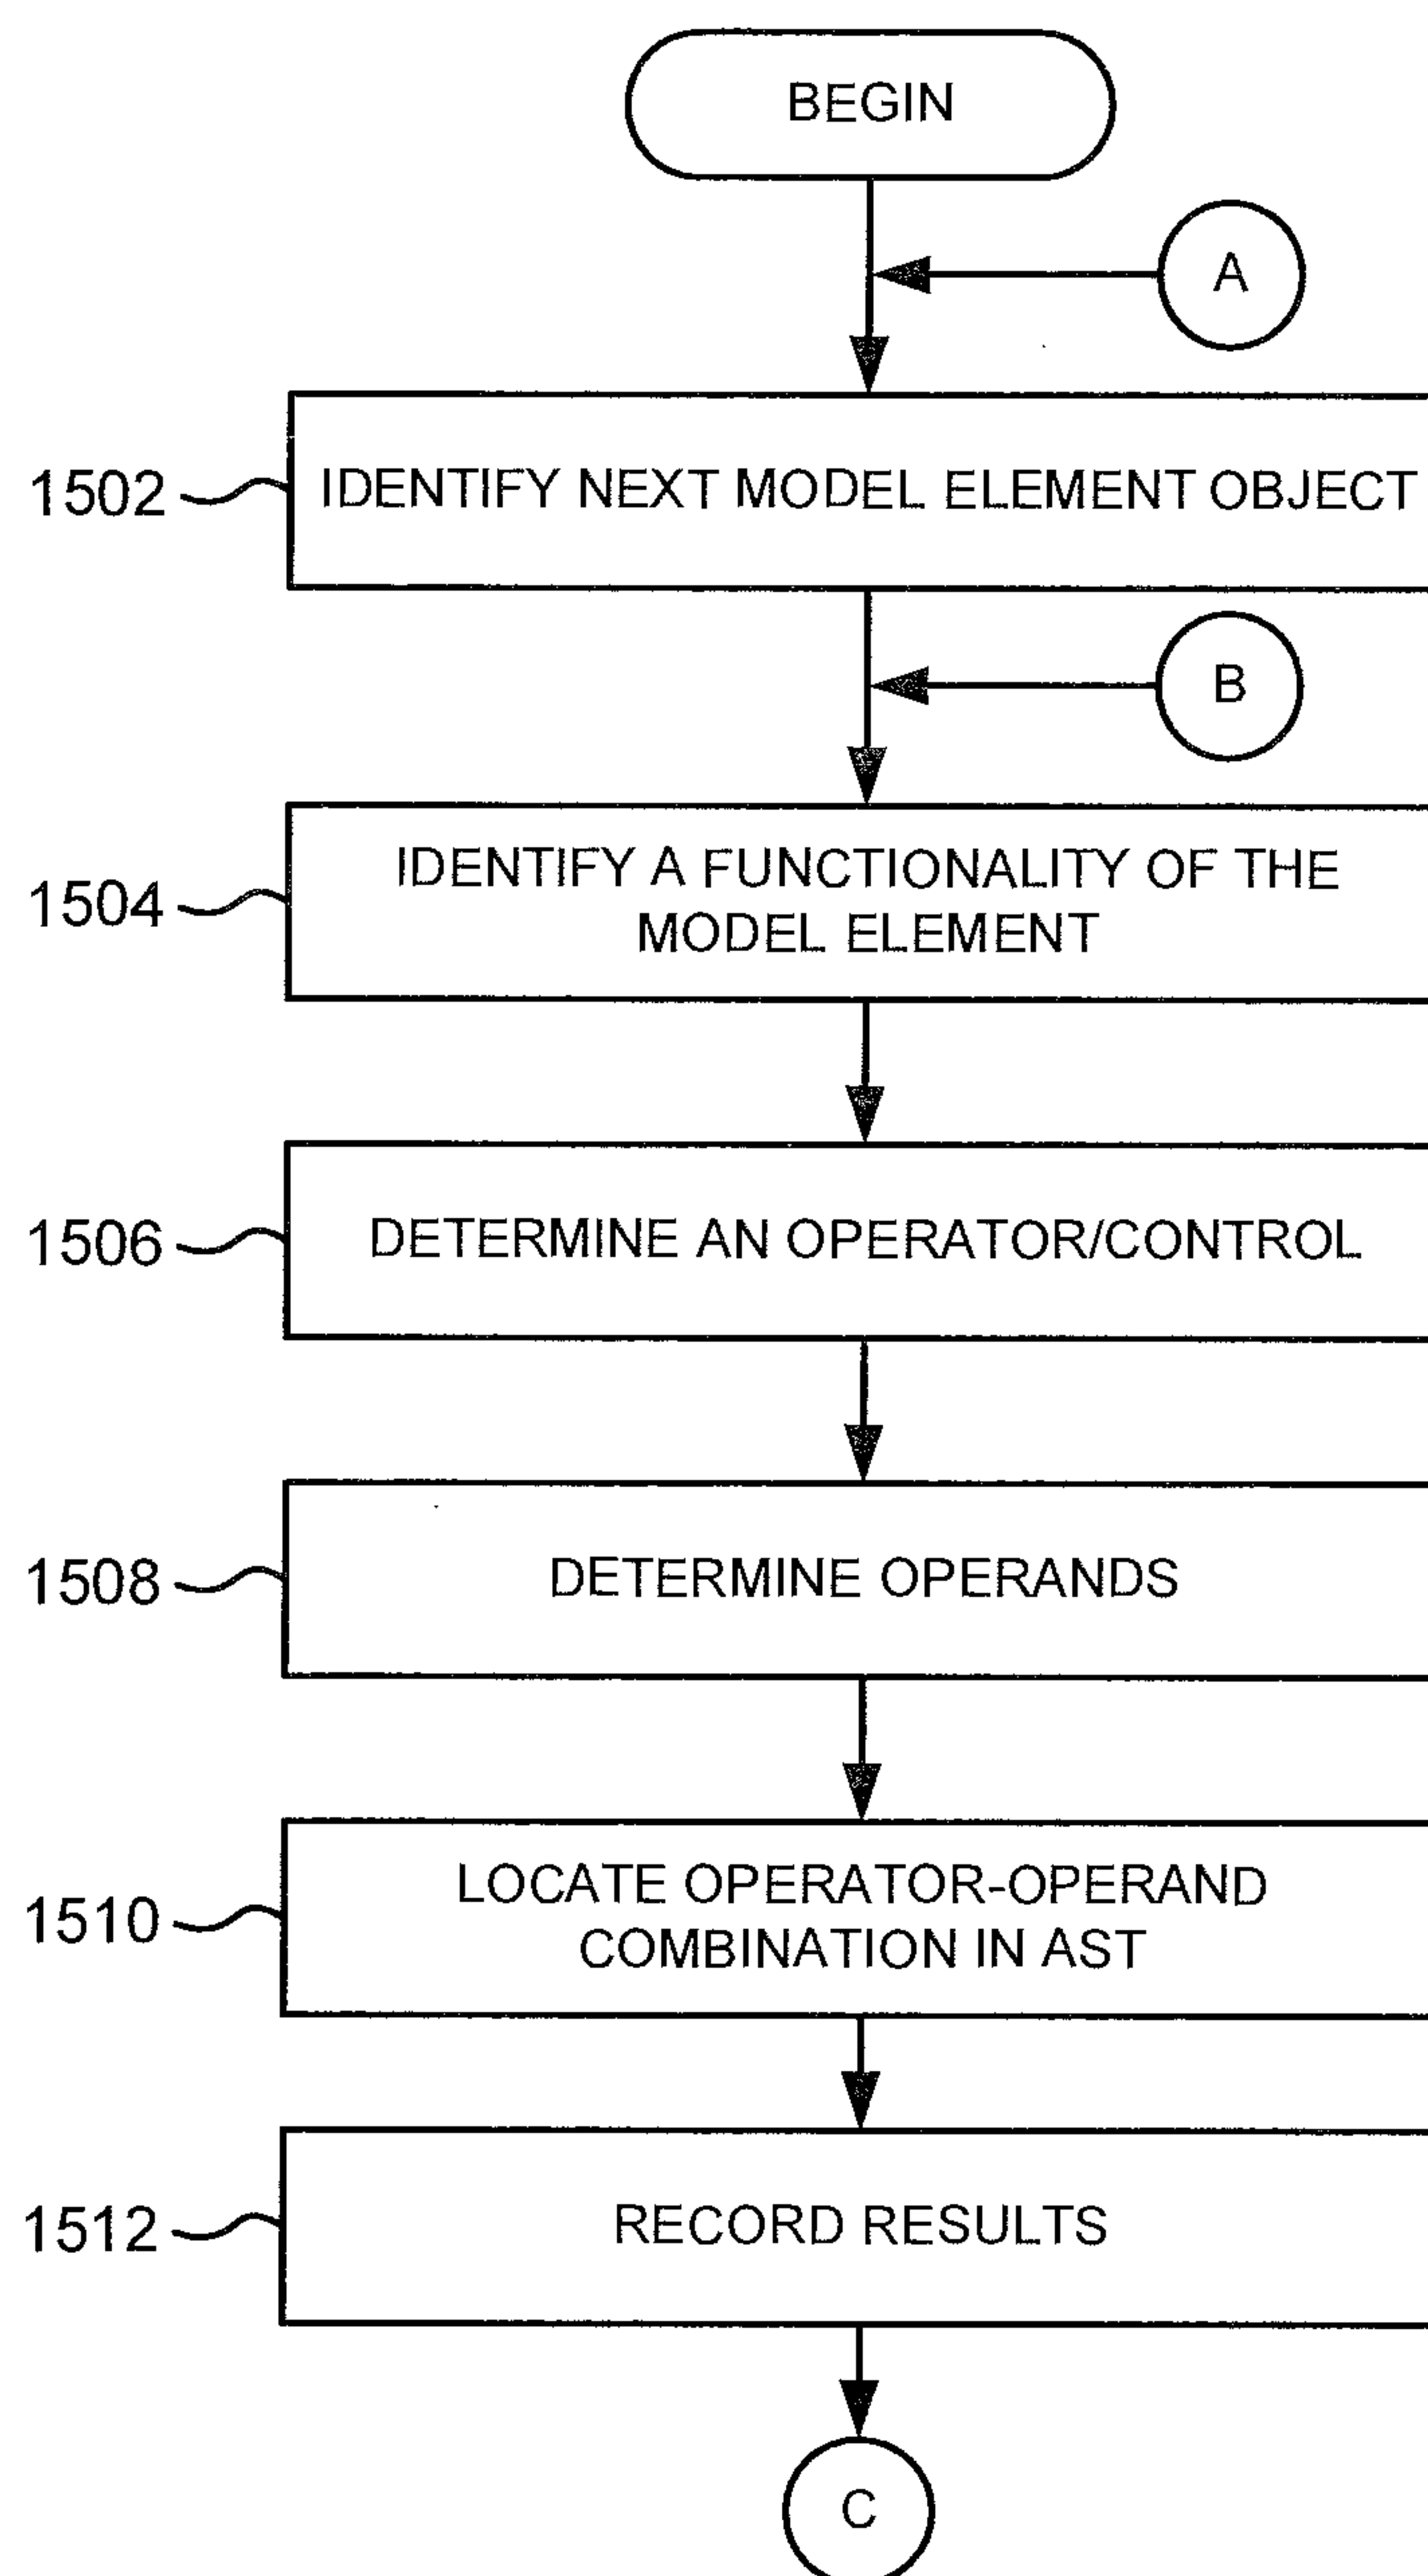 BEGIN
A
1502
IDENTIFY NEXT MODEL ELEMENT OBJECT
B
1504
IDENTIFY A FUNCTIONALITY OF THE
MODEL ELEMENT
1506
DETERMINE AN OPERATOR/CONTROL
1508
DETERMINE OPERANDS
1510
LOCATE OPERATOR-OPERAND
COMBINATION IN AST
1512
RECORD RESULTS
C